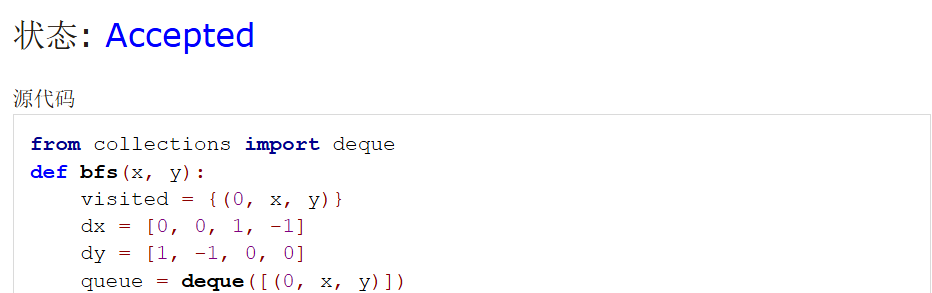 状态: Accepted
源代码
from collections import deque
def bfs(x, y):
    visited = {(0, x, y)}
    dx = [0, 0, 1, -1]
    dy = [1, -1, 0, 0]
    queue = deque([(0, x, y)])